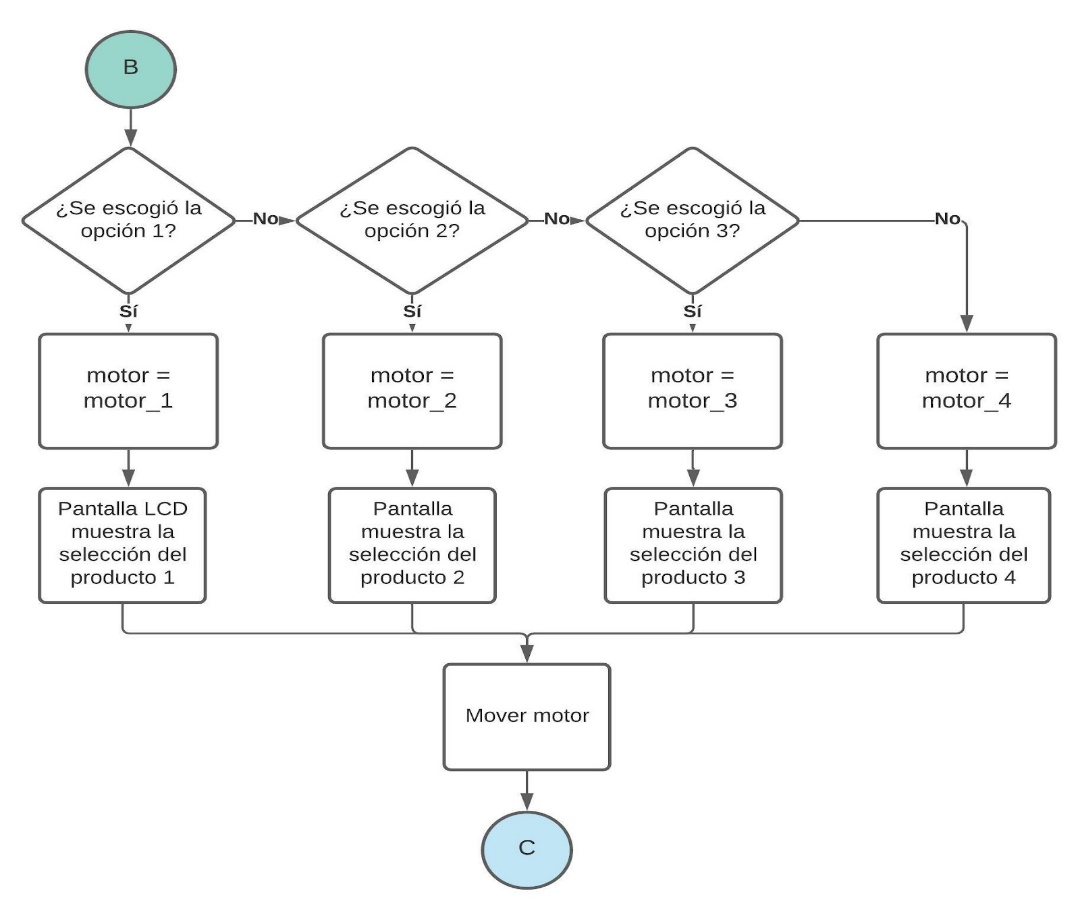 B
¿Se escogió la
opción 1?
No
¿Se escogió la
opción 2?
No
¿Se escogió la
opción 3?
No
Sí
Sí
Sí
motor =
motor_1
motor =
motor_2
motor =
motor_3
motor =
motor_4
Pantalla LCD
muestra la
selección del
producto 1
Pantalla
muestra la
selección del
producto 2
Pantalla
muestra la
selección del
producto 3
Pantalla
muestra la
selección del
producto 4
Mover motor
C